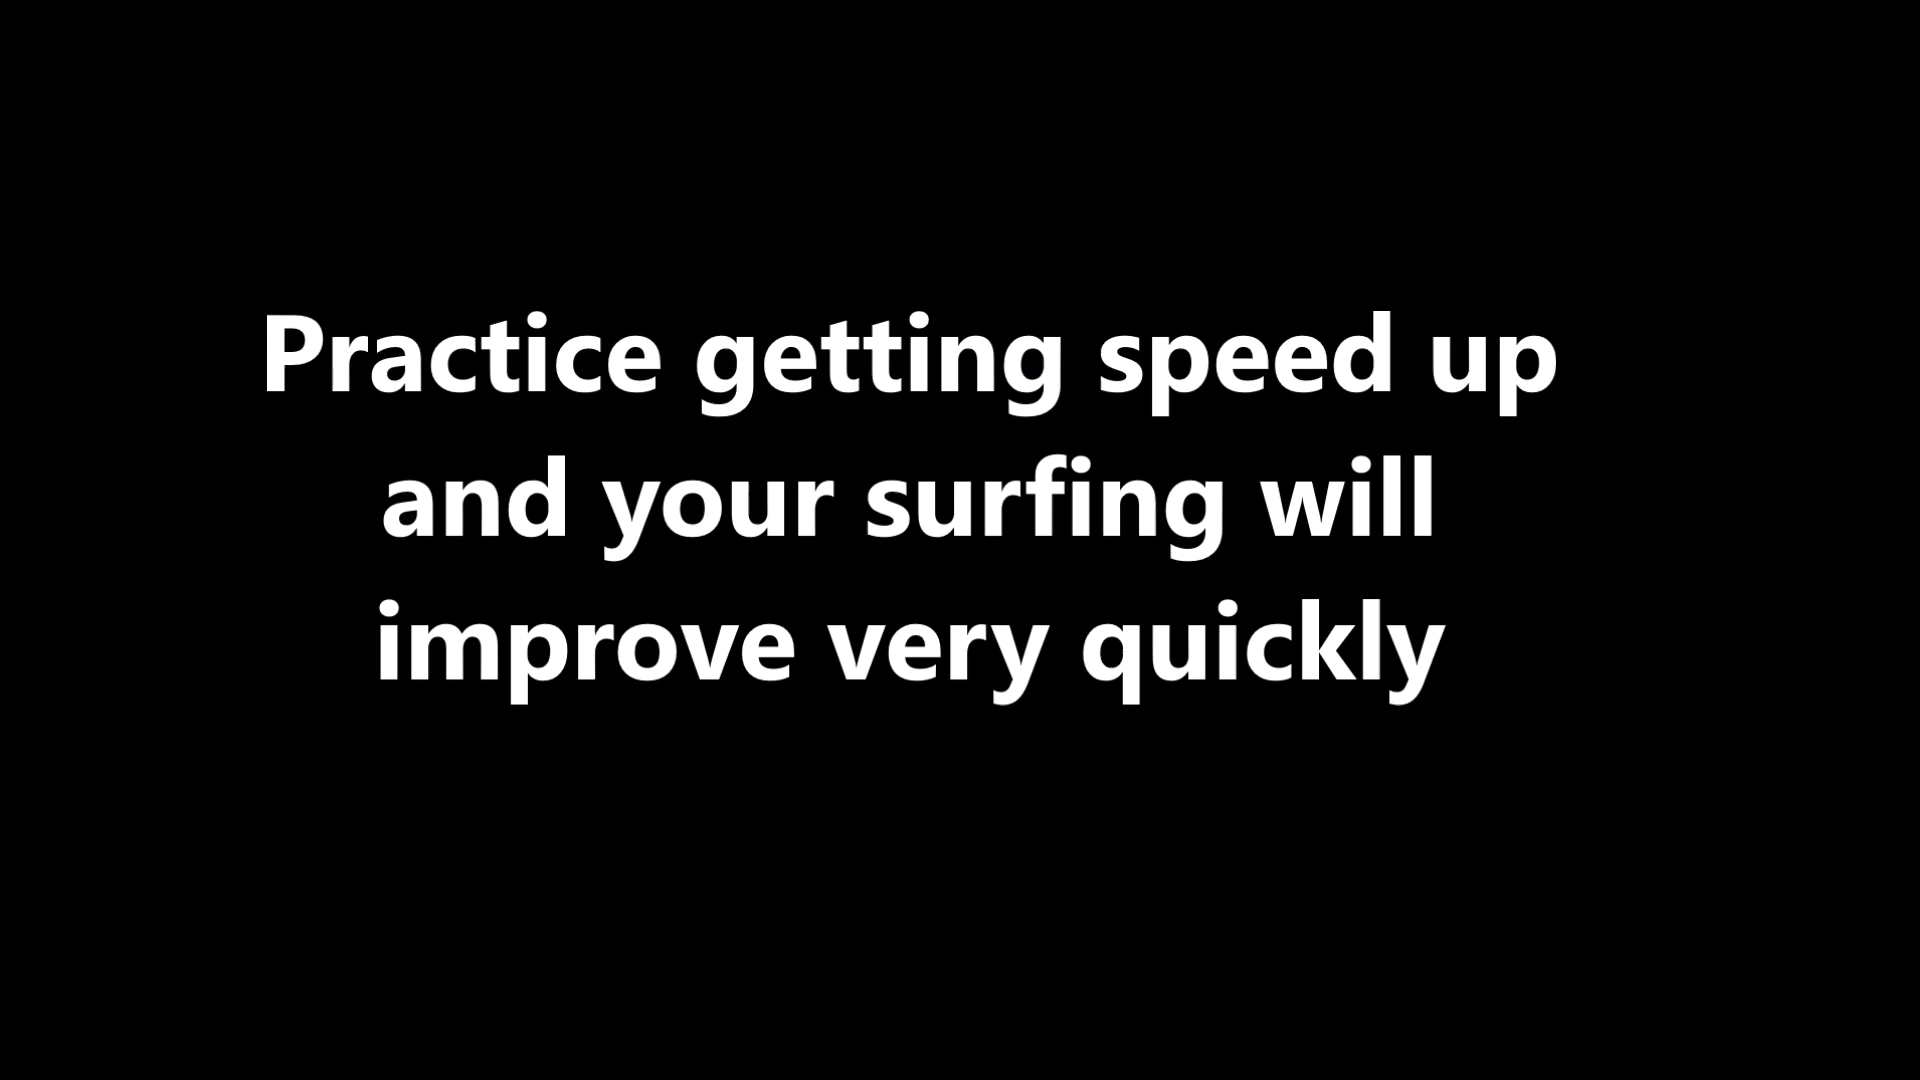 Practice getting speed up
and your surfing will
improve very quickly